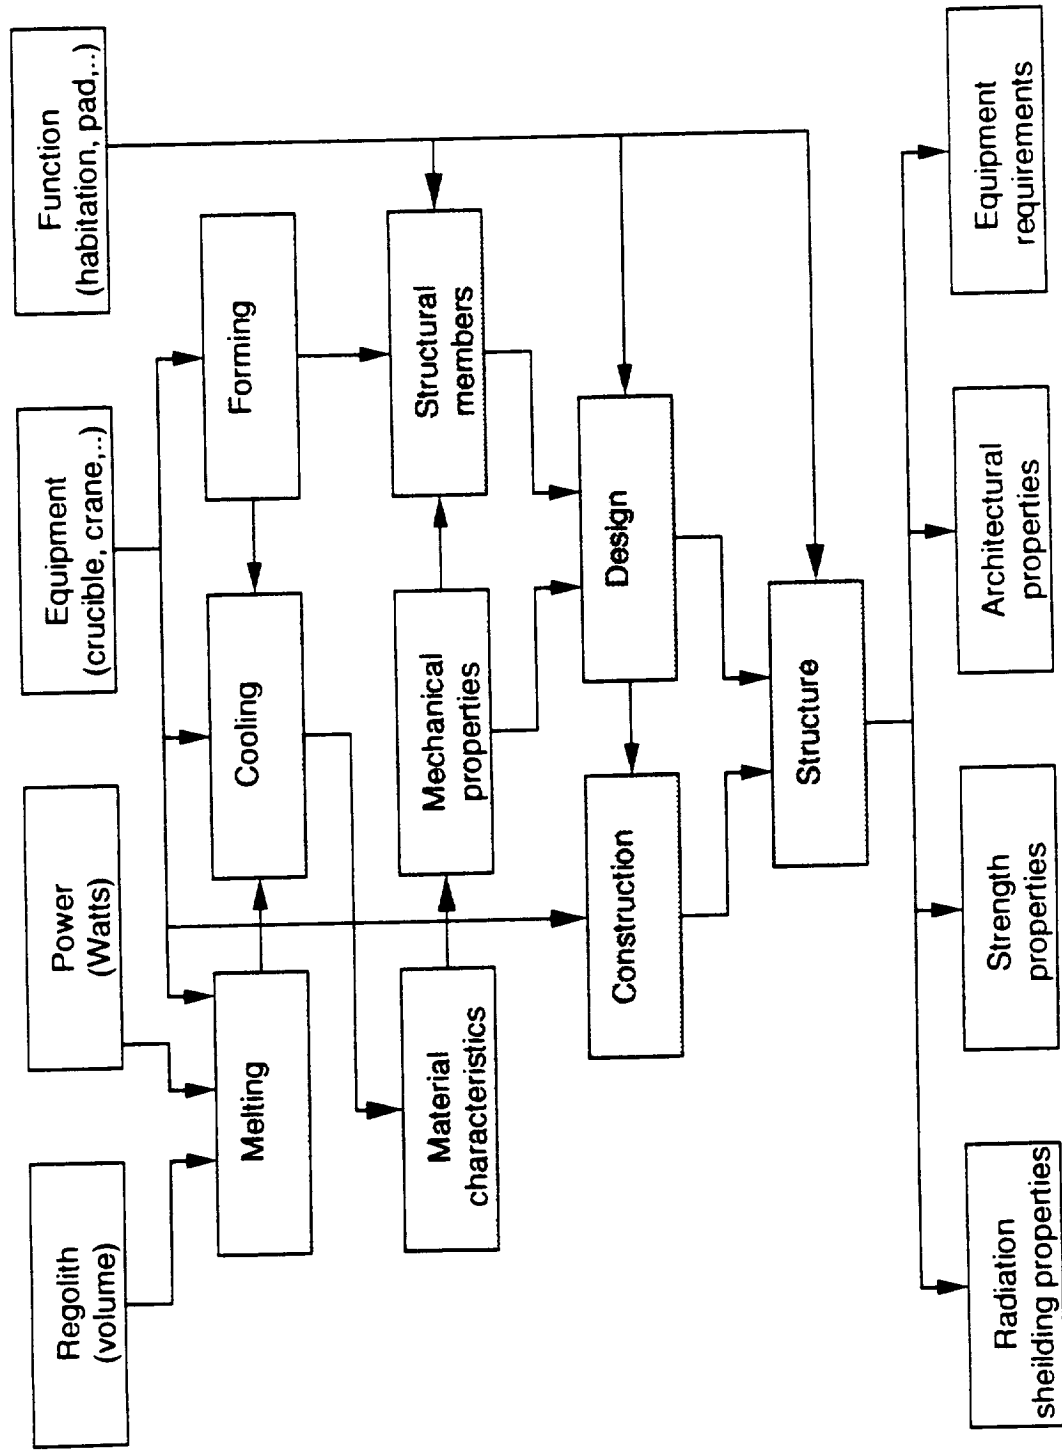 Regolith
(volume)
Power
(Watts)
Equipment
(crucible, crane,..)
Function
(habitation, pad,..)
Melting
Cooling
Forming
Material
characteristics
Mechanical
properties
Structural
members
Construction
Design
Structure
Radiation
sheilding properties
Strength
properties
Architectural
properties
Equipment
requirements